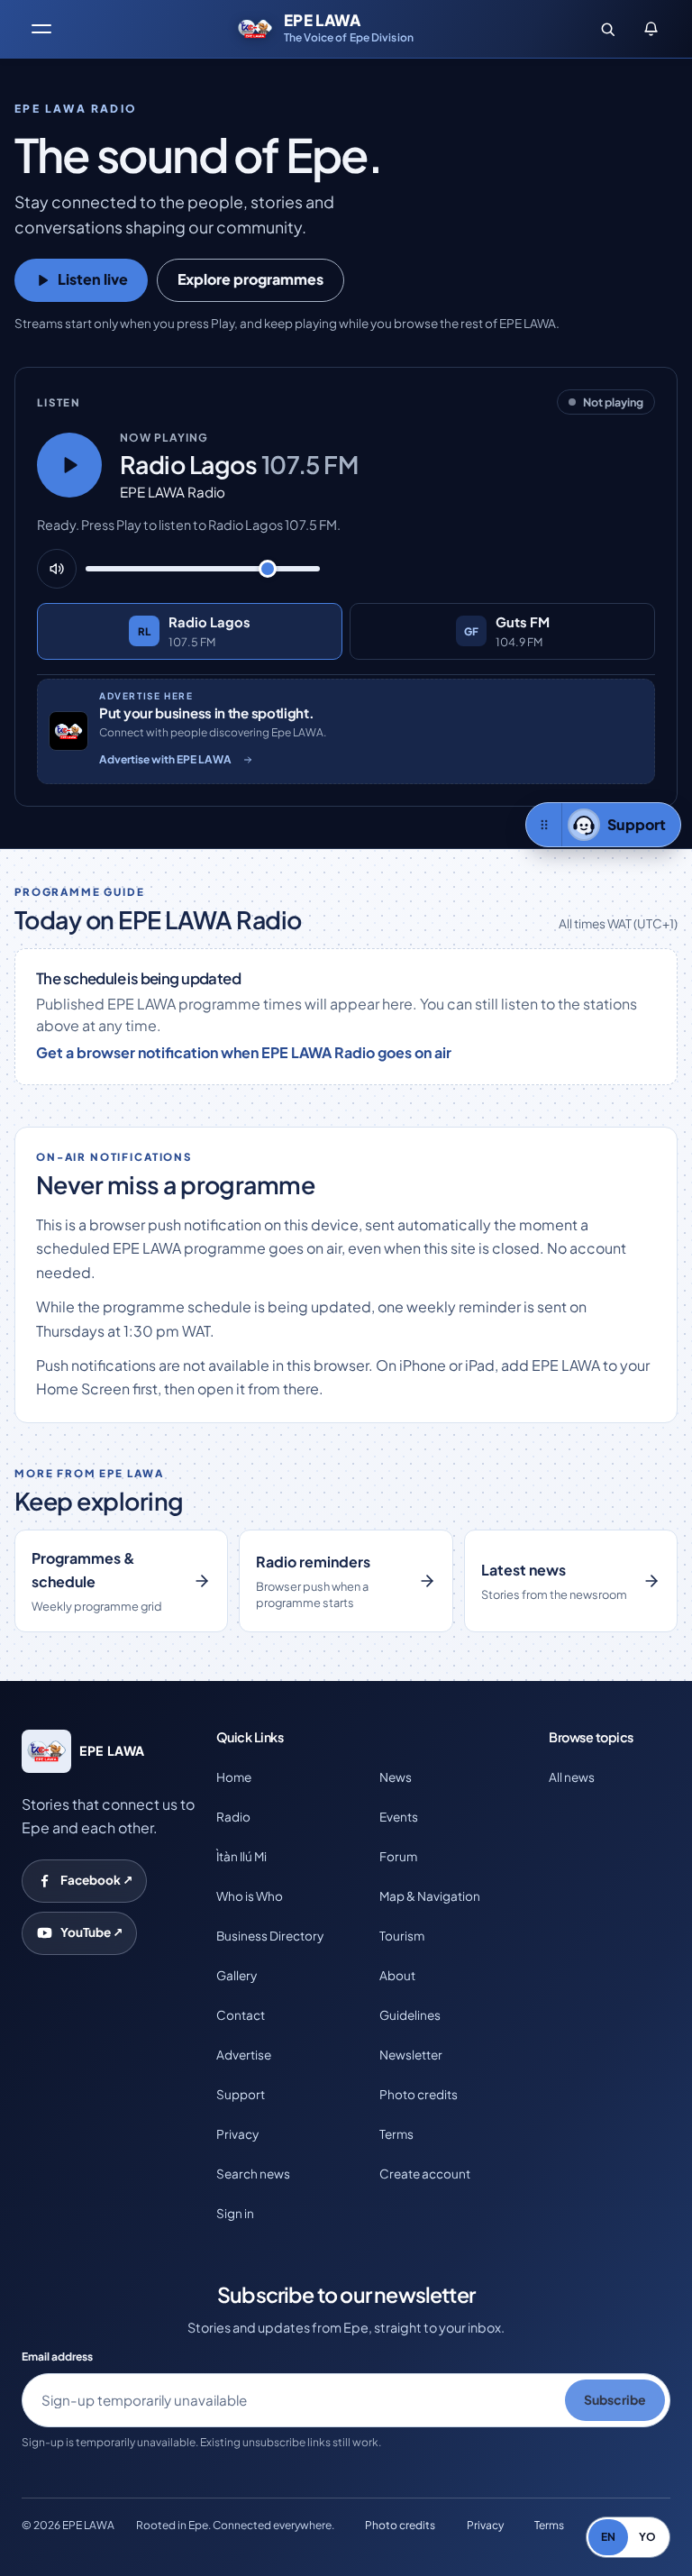 EPE LAWA
The Voice of Epe Division
EPE LAWA RADIO
The sound of Epe.
Stay connected to the people, stories and
conversations shaping our community.
Listen live
Explore programmes
Streams start only when you press Play, and keep playing while you browse the rest of EPE LAWA.
LISTEN
Not playing
NOW PLAYING
Radio Lagos 107.5 FM
EPE LAWA Radio
Ready. Press Play to listen to Radio Lagos 107.5 FM.
RL
Radio Lagos
107.5 FM
GF
Guts FM
104.9 FM
ADVERTISE HERE
Put your business in the spotlight.
Connect with people discovering Epe LAWA.
Advertise with EPE LAWA →
Support
PROGRAMME GUIDE
Today on EPE LAWA Radio
All times WAT (UTC+1)
The schedule is being updated
Published EPE LAWA programme times will appear here. You can still listen to the stations
above at any time.
Get a browser notification when EPE LAWA Radio goes on air
ON-AIR NOTIFICATIONS
Never miss a programme
This is a browser push notification on this device, sent automatically the moment a
scheduled EPE LAWA programme goes on air, even when this site is closed. No account
needed.
While the programme schedule is being updated, one weekly reminder is sent on
Thursdays at 1:30 pm WAT.
Push notifications are not available in this browser. On iPhone or iPad, add EPE LAWA to your
Home Screen first, then open it from there.
MORE FROM EPE LAWA
Keep exploring
Programmes &
schedule
Weekly programme grid
Radio reminders
Browser push when a
programme starts
Latest news
Stories from the newsroom
EPE LAWA
Stories that connect us to
Epe and each other.
Facebook ↗
YouTube ↗
Quick Links
Home
News
Radio
Events
Ìtàn Ilú Mi
Forum
Who is Who
Map & Navigation
Business Directory
Tourism
Gallery
About
Contact
Guidelines
Advertise
Newsletter
Support
Photo credits
Privacy
Terms
Search news
Create account
Sign in
Browse topics
All news
Subscribe to our newsletter
Stories and updates from Epe, straight to your inbox.
Email address
Sign-up temporarily unavailable
Subscribe
Sign-up is temporarily unavailable. Existing unsubscribe links still work.
© 2026 EPE LAWA
Rooted in Epe. Connected everywhere.
Photo credits
Privacy
Terms
EN
YO